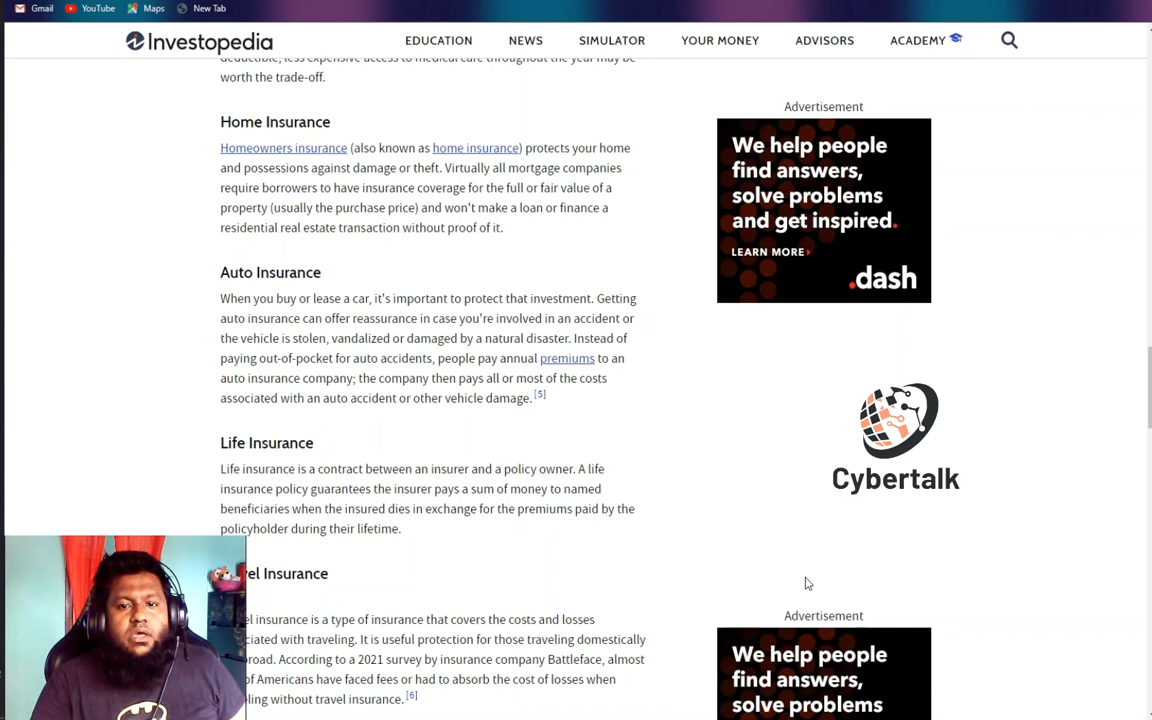 Gmail YouTube Maps New Tab
Investopedia EDUCATION NEWS SIMULATOR YOUR MONEY ADVISORS ACADEMY
deductible, less expensive access to medical care throughout the year may be
worth the trade-off.
Home Insurance
Homeowners insurance (also known as home insurance) protects your home
and possessions against damage or theft. Virtually all mortgage companies
require borrowers to have insurance coverage for the full or fair value of a
property (usually the purchase price) and won't make a loan or finance a
residential real estate transaction without proof of it.
Auto Insurance
When you buy or lease a car, it's important to protect that investment. Getting
auto insurance can offer reassurance in case you're involved in an accident or
the vehicle is stolen, vandalized or damaged by a natural disaster. Instead of
paying out-of-pocket for auto accidents, people pay annual premiums to an
auto insurance company; the company then pays all or most of the costs
associated with an auto accident or other vehicle damage. [5]
Life Insurance
Life insurance is a contract between an insurer and a policy owner. A life
insurance policy guarantees the insurer pays a sum of money to named
beneficiaries when the insured dies in exchange for the premiums paid by the
policyholder during their lifetime.
vel Insurance
el insurance is a type of insurance that covers the costs and losses
ciated with traveling. It is useful protection for those traveling domestically
road. According to a 2021 survey by insurance company Battleface, almost
of Americans have faced fees or had to absorb the cost of losses when
ling without travel insurance. [6]
Advertisement
We help people
find answers,
solve problems
and get inspired.
LEARN MORE
.dash
Cybertalk
Advertisement
We help people
find answers,
solve problems